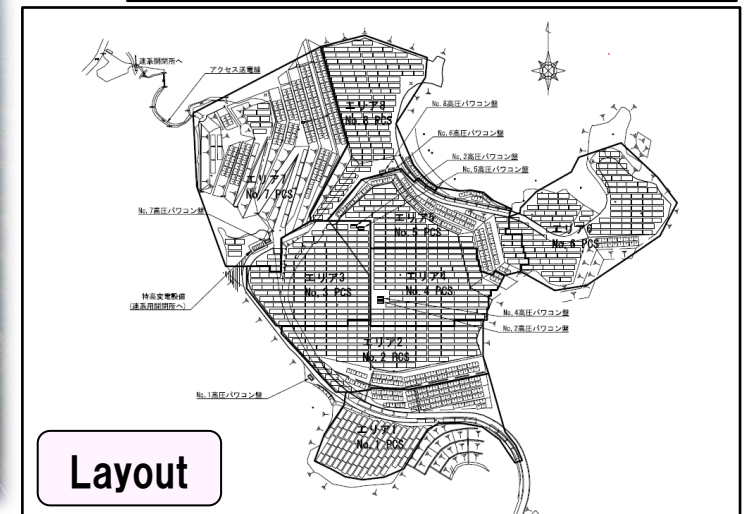 連系開閉所へ
アクセス送電線
エリア8
No. 8 PCS
No. 8高圧パワコン盤
No. 6高圧パワコン盤
No. 3高圧パワコン盤
No. 5高圧パワコン盤
エリア7
No. 7 PCS
No. 7高圧パワコン盤
エリア5
No. 5 PCS
エリア6
No. 6 PCS
エリア3
No. 3 PCS
エリア4
No. 4 PCS
特高変電設備
(連系用開閉所へ)
No. 4高圧パワコン盤
No. 2高圧パワコン盤
エリア2
No. 2 PCS
No. 1高圧パワコン盤
エリア1
No. 1 PCS
Layout